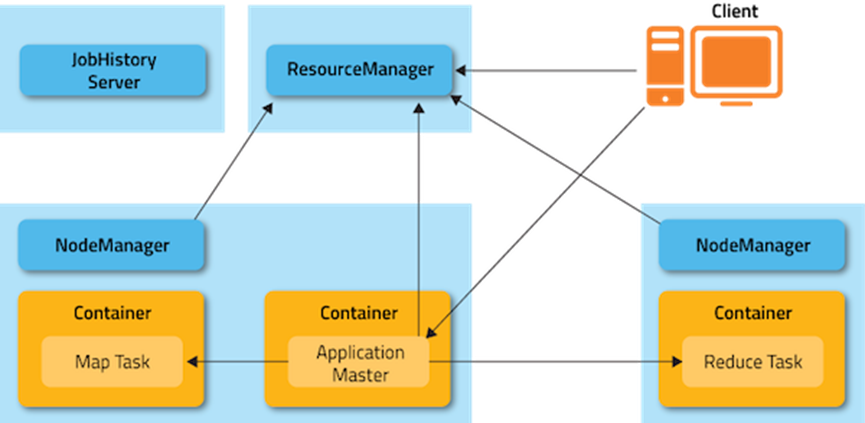 Client
JobHistory
Server
ResourceManager
NodeManager
NodeManager
Container
Container
Container
Map Task
Application
Master
Reduce Task